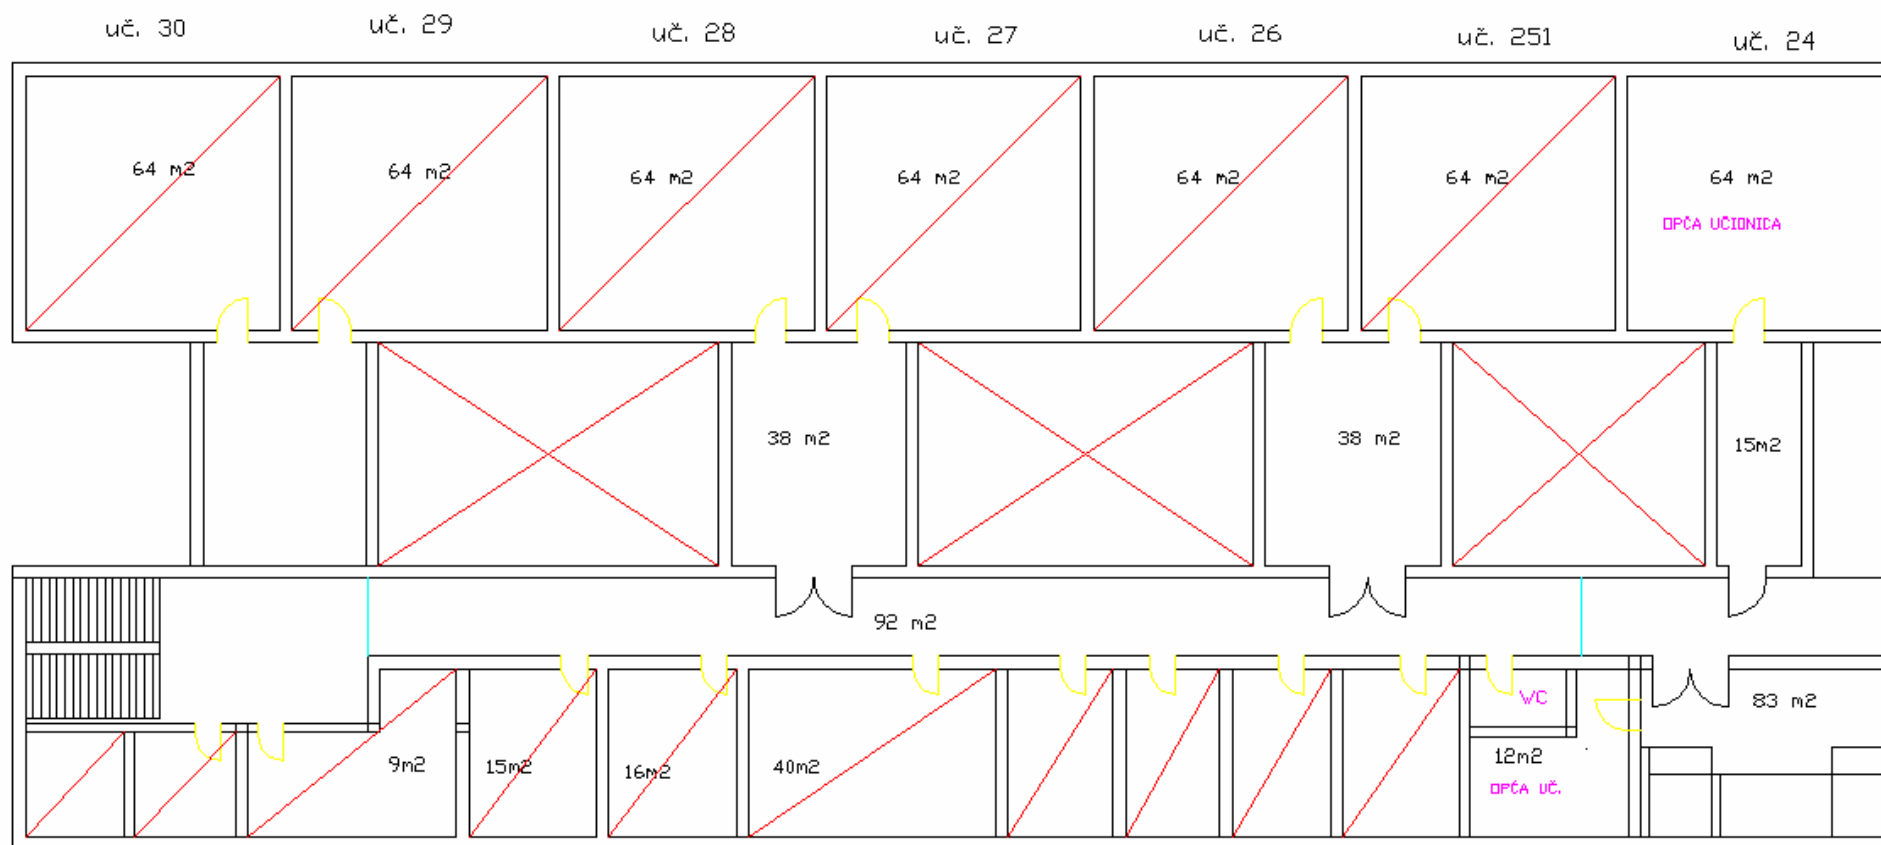 uč. 30
uč. 29
uč. 28
uč. 27
uč. 26
uč. 251
uč. 24
64 m2
64 m2
64 m2
64 m2
64 m2
64 m2
64 m2
OPĆA UČIONICA
38 m2
38 m2
15m2
92 m2
WC
83 m2
9m2
15m2
16m2
40m2
12m2
OPĆA UČ.